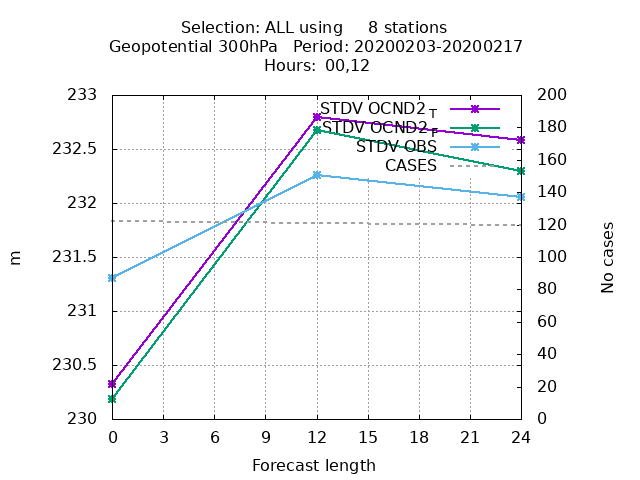 Selection: ALL using     8 stations
Geopotential 300hPa   Period: 20200203-20200217
Hours:  00,12
233
232.5
232
231.5
231
230.5
230
m
200
180
160
140
120
100
80
60
40
20
0
No cases
STDV OCND2 T
STDV OCND2 F
STDV OBS
CASES
0 3 6 9 12 15 18 21 24
Forecast length